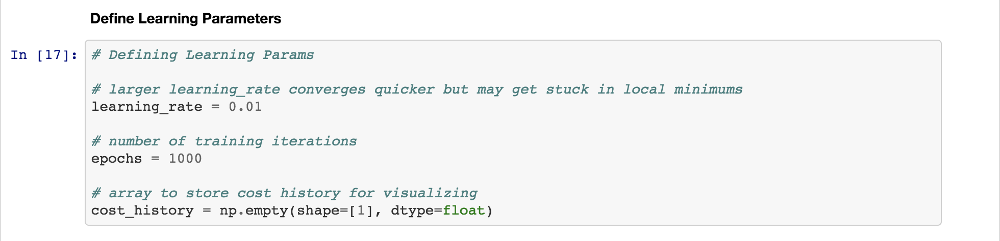 Define Learning Parameters
In [17]: # Defining Learning Params
# larger learning_rate converges quicker but may get stuck in local minimums
learning_rate = 0.01
# number of training iterations
epochs = 1000
# array to store cost history for visualizing
cost_history = np.empty(shape=[1], dtype=float)